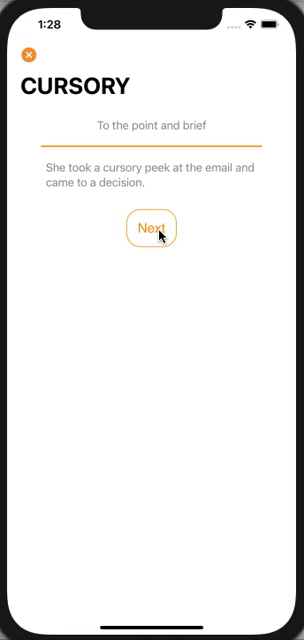 1:28
CURSORY
To the point and brief
She took a cursory peek at the email and
came to a decision.
Next